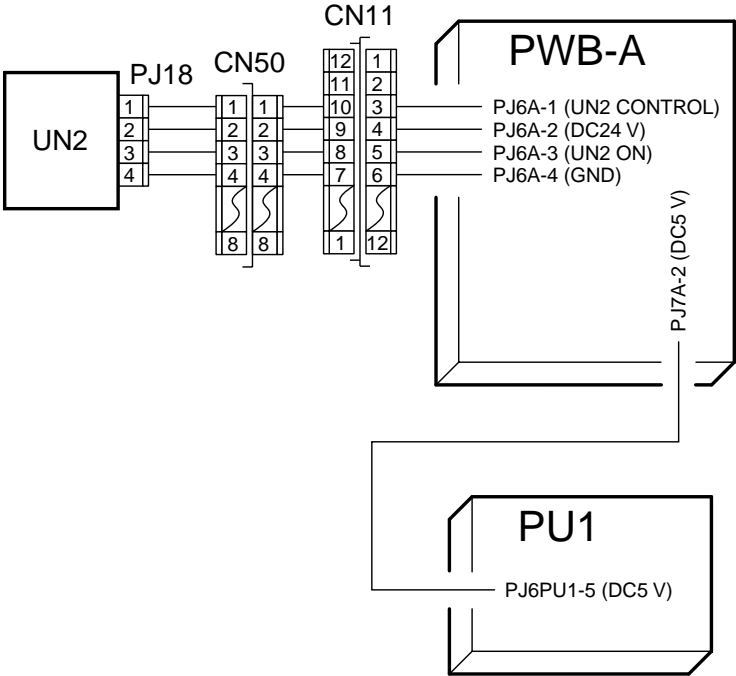 CN11
PWB-A
CN50
PJ18
UN2
1
2
3
4
1
2
3
4
8
1
2
3
4
8
12
11
10
9
8
7
1
1
2
3
4
5
6
12
PJ6A-1 (UN2 CONTROL)
PJ6A-2 (DC24 V)
PJ6A-3 (UN2 ON)
PJ6A-4 (GND)
PJ7A-2 (DC5 V)
PU1
PJ6PU1-5 (DC5 V)